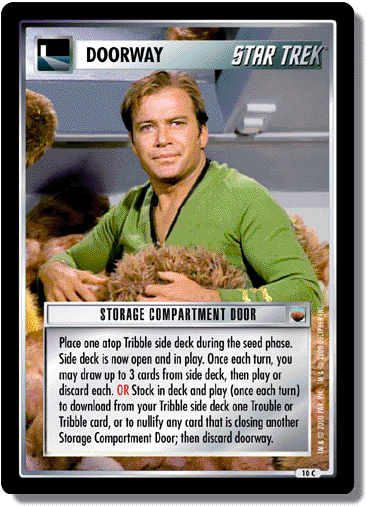 DOORWAY
STAR TREK™
STORAGE COMPARTMENT DOOR
Place one atop Tribble side deck during the seed phase.
Side deck is now open and in play. Once each turn, you
may draw up to 3 cards from side deck, then play or
discard each. OR Stock in deck and play (once each turn)
to download from your Tribble side deck one Trouble or
Tribble card, or to nullify any card that is closing another
Storage Compartment Door; then discard doorway.
10 C